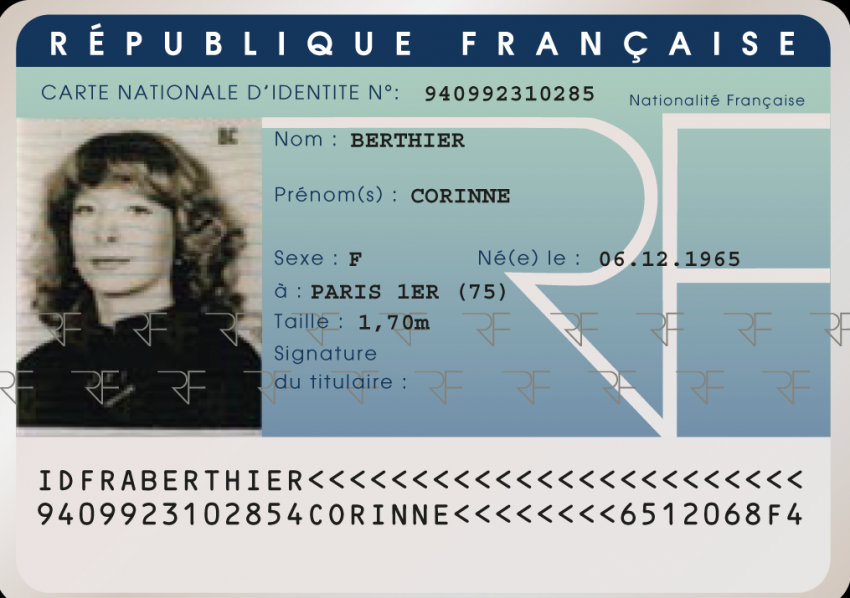 RÉPUBLIQUE FRANÇAISE
CARTE NATIONALE D'IDENTITE N°: 940992310285 Nationalité Française
Nom : BERTHIER
Prénom(s) : CORINNE
Sexe : F Né(e) le : 06.12.1965
à : PARIS 1ER (75)
Taille : 1,70m
Signature
du titulaire :
RF
IDFRABERTHIER<<<<<<<<<<<<<<<<<<<<<<<<
9409923102854CORINNE<<<<<<<<6512068F4